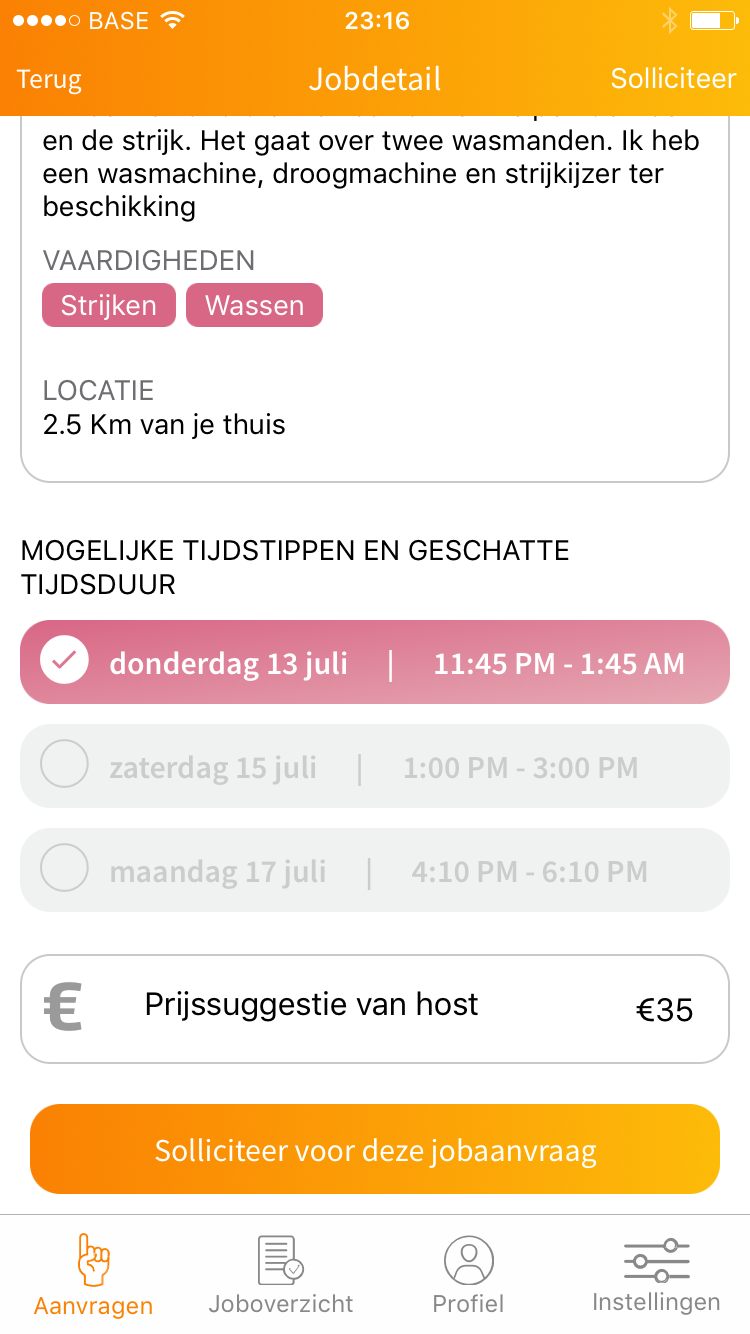 BASE 23:16
Terug Jobdetail Solliciteer
en de strijk. Het gaat over twee wasmanden. Ik heb
een wasmachine, droogmachine en strijkijzer ter
beschikking
VAARDIGHEDEN
Strijken Wassen
LOCATIE
2.5 Km van je thuis
MOGELIJKE TIJDSTIPPEN EN GESCHATTE
TIJDSDUUR
donderdag 13 juli | 11:45 PM - 1:45 AM
zaterdag 15 juli | 1:00 PM - 3:00 PM
maandag 17 juli | 4:10 PM - 6:10 PM
€ Prijssuggestie van host €35
Solliciteer voor deze jobaanvraag
Aanvragen Joboverzicht Profiel Instellingen